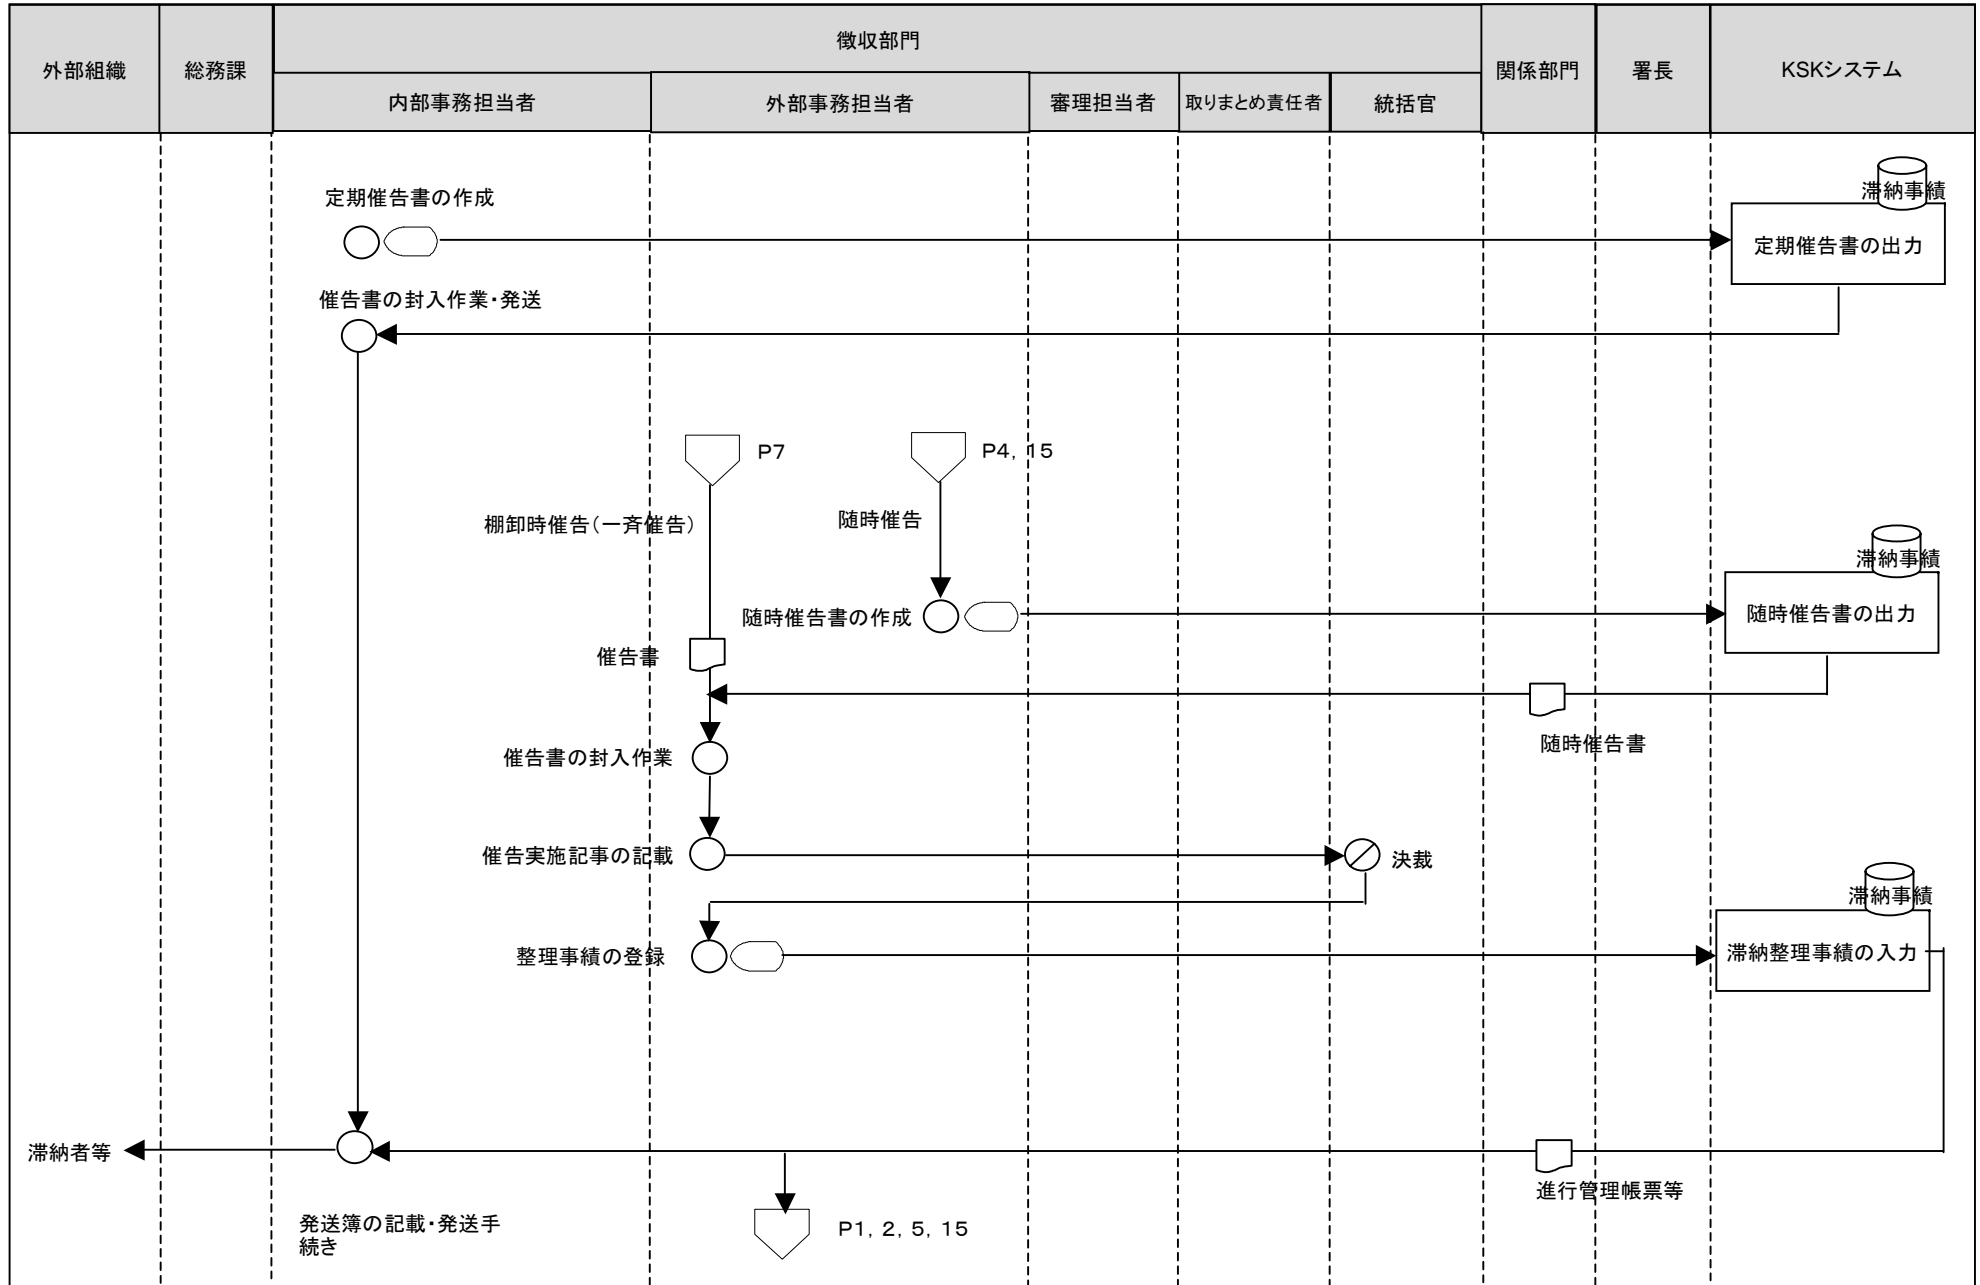 徴収部門
外部組織
総務課
関係部門
署長
KSKシステム
内部事務担当者
外部事務担当者
審理担当者
取りまとめ責任者
統括官
滞納事績
定期催告書の作成
定期催告書の出力
催告書の封入作業・発送
P7
P4, 15
棚卸時催告(一斉催告)
随時催告
滞納事績
随時催告書の作成
随時催告書の出力
催告書
随時催告書
催告書の封入作業
催告実施記事の記載
決裁
滞納事績
整理事績の登録
滞納整理事績の入力
滞納者等
進行管理帳票等
発送簿の記載・発送手
続き
P1, 2, 5, 15